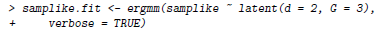 > samplike.fit <- ergmm(samplike ~ latent(d = 2, G = 3),
+ verbose = TRUE)